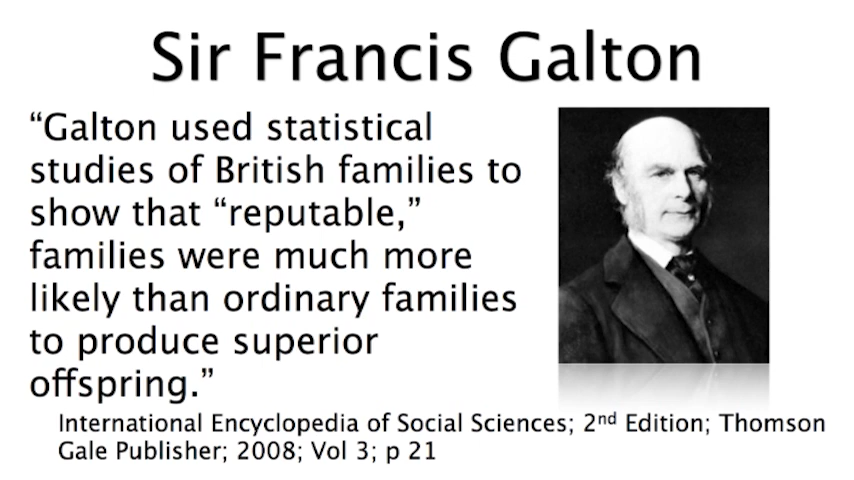 Sir Francis Galton
“Galton used statistical
studies of British families to
show that “reputable,”
families were much more
likely than ordinary families
to produce superior
offspring.”
International Encyclopedia of Social Sciences; 2nd Edition; Thomson
Gale Publisher; 2008; Vol 3; p 21